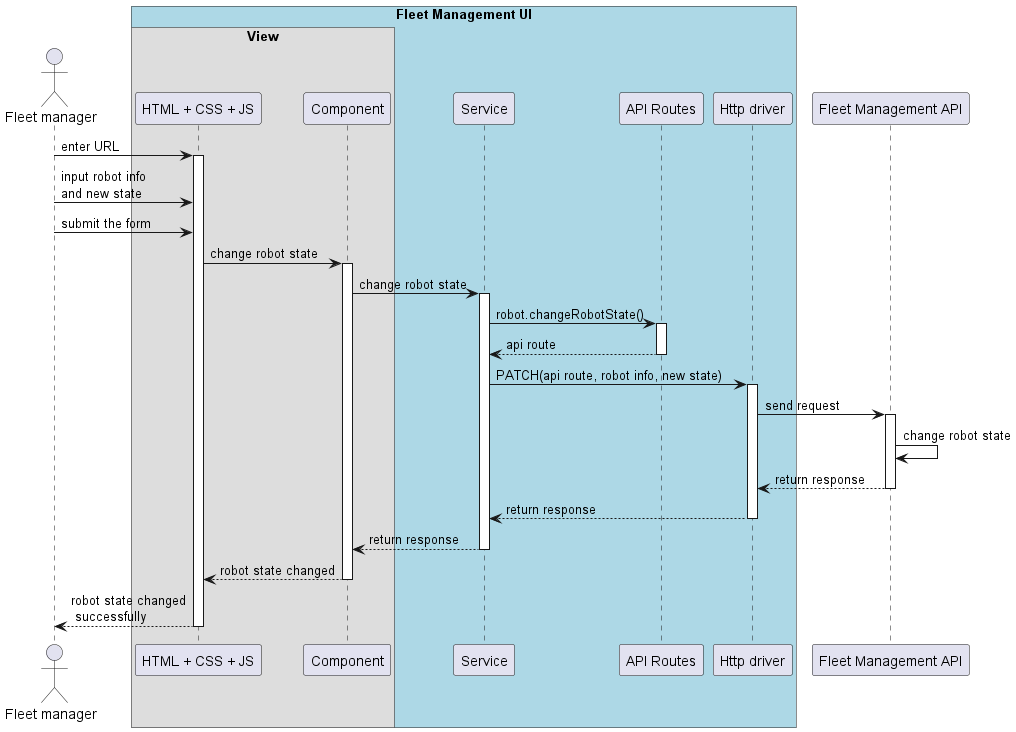 Fleet Management UI
View
Fleet manager
HTML + CSS + JS
Component
Service
API Routes
Http driver
Fleet Management API
enter URL
input robot info
and new state
submit the form
change robot state
change robot state
robot.changeRobotState()
api route
PATCH(api route, robot info, new state)
send request
change robot state
return response
return response
return response
robot state changed
robot state changed
successfully
Fleet manager
HTML + CSS + JS
Component
Service
API Routes
Http driver
Fleet Management API